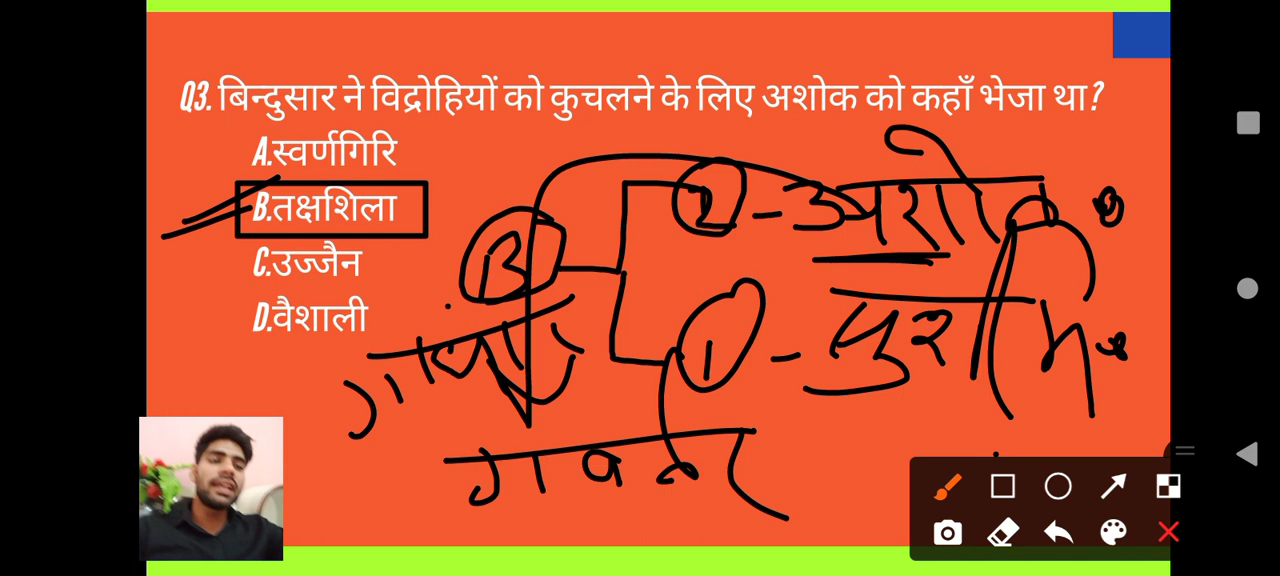 Q3. बिन्दुसार ने विद्रोहियों को कुचलने के लिए अशोक को कहाँ भेजा था?
A.स्वर्णगिरि
B.तक्षशिला
C.उज्जैन
D.वैशाली
B
2 - अशोक
1 -
गवर्नर